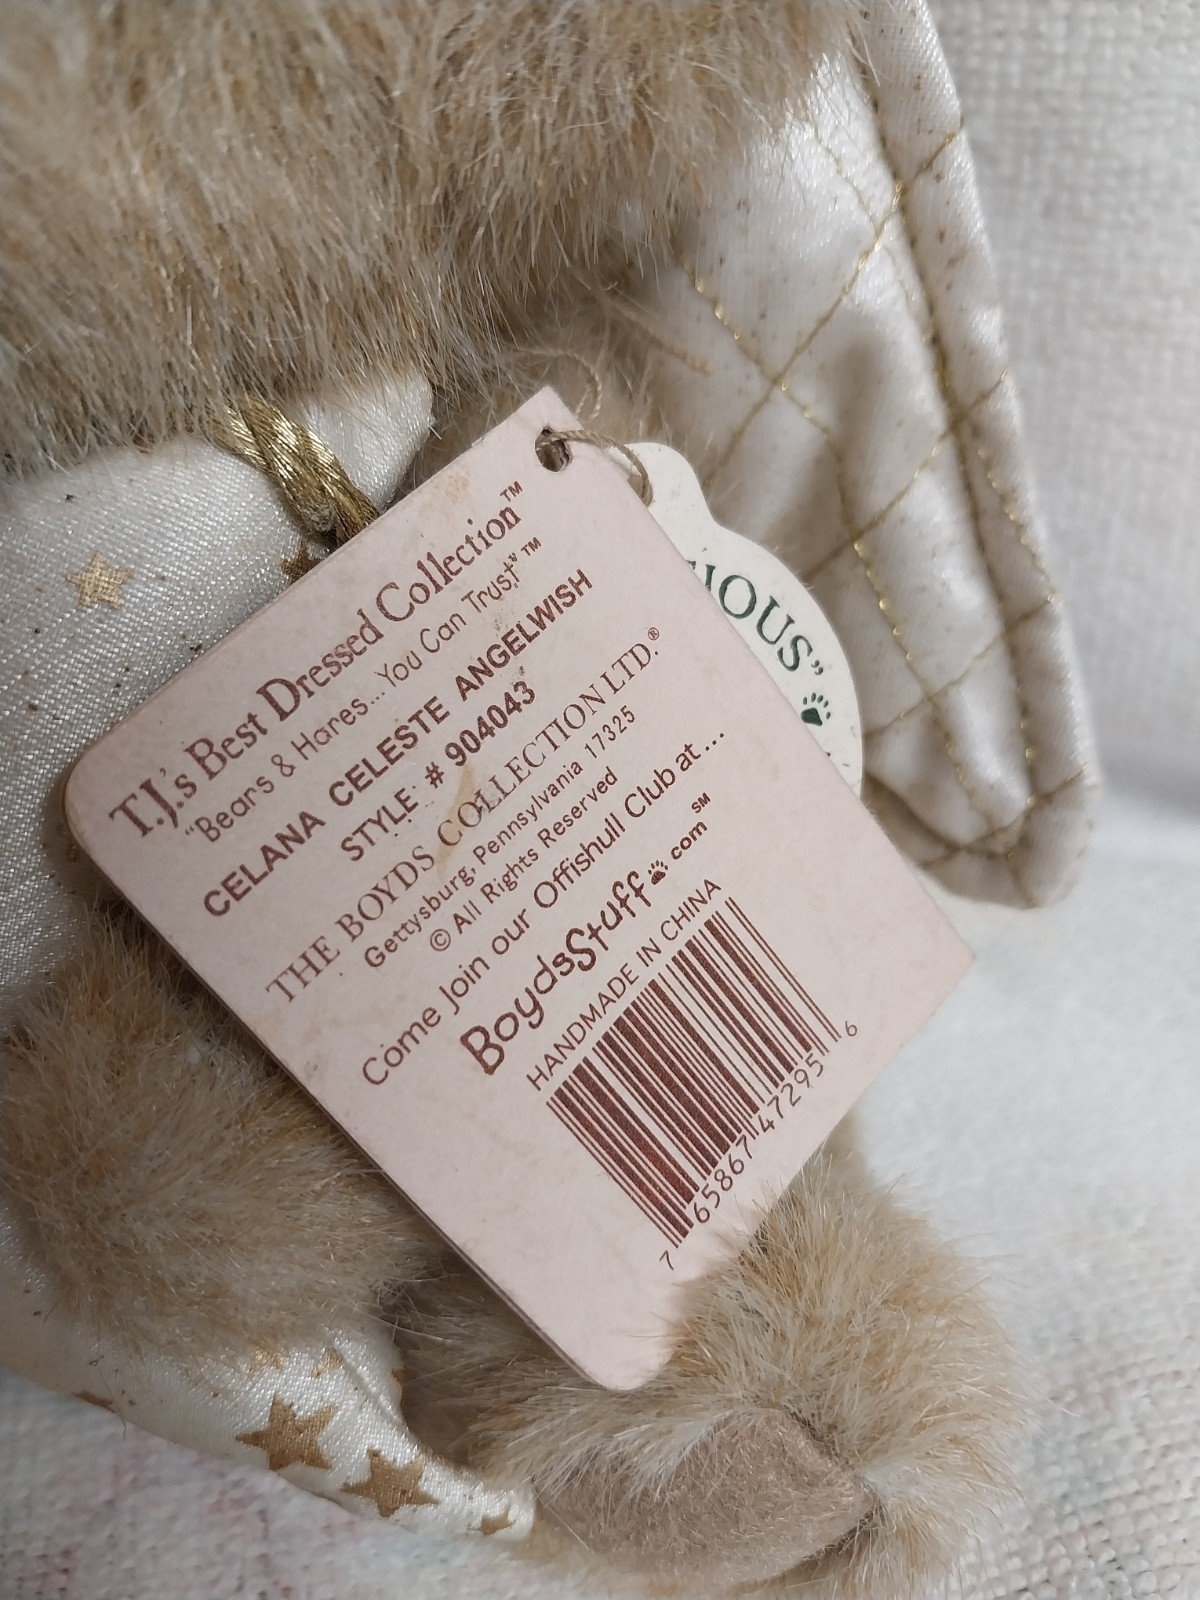 T.J.'s Best Dressed Collection™
"Bears & Hares...You Can Trust"™
CELANA CELESTE ANGELWISH
STYLE # 904043
THE BOYDS COLLECTION LTD.®
Gettysburg, Pennsylvania 17325
© All Rights Reserved
Come Join our Offishull Club at...
BoydsStuff.com℠
HANDMADE IN CHINA
7 65867 47295 6
IOUS"